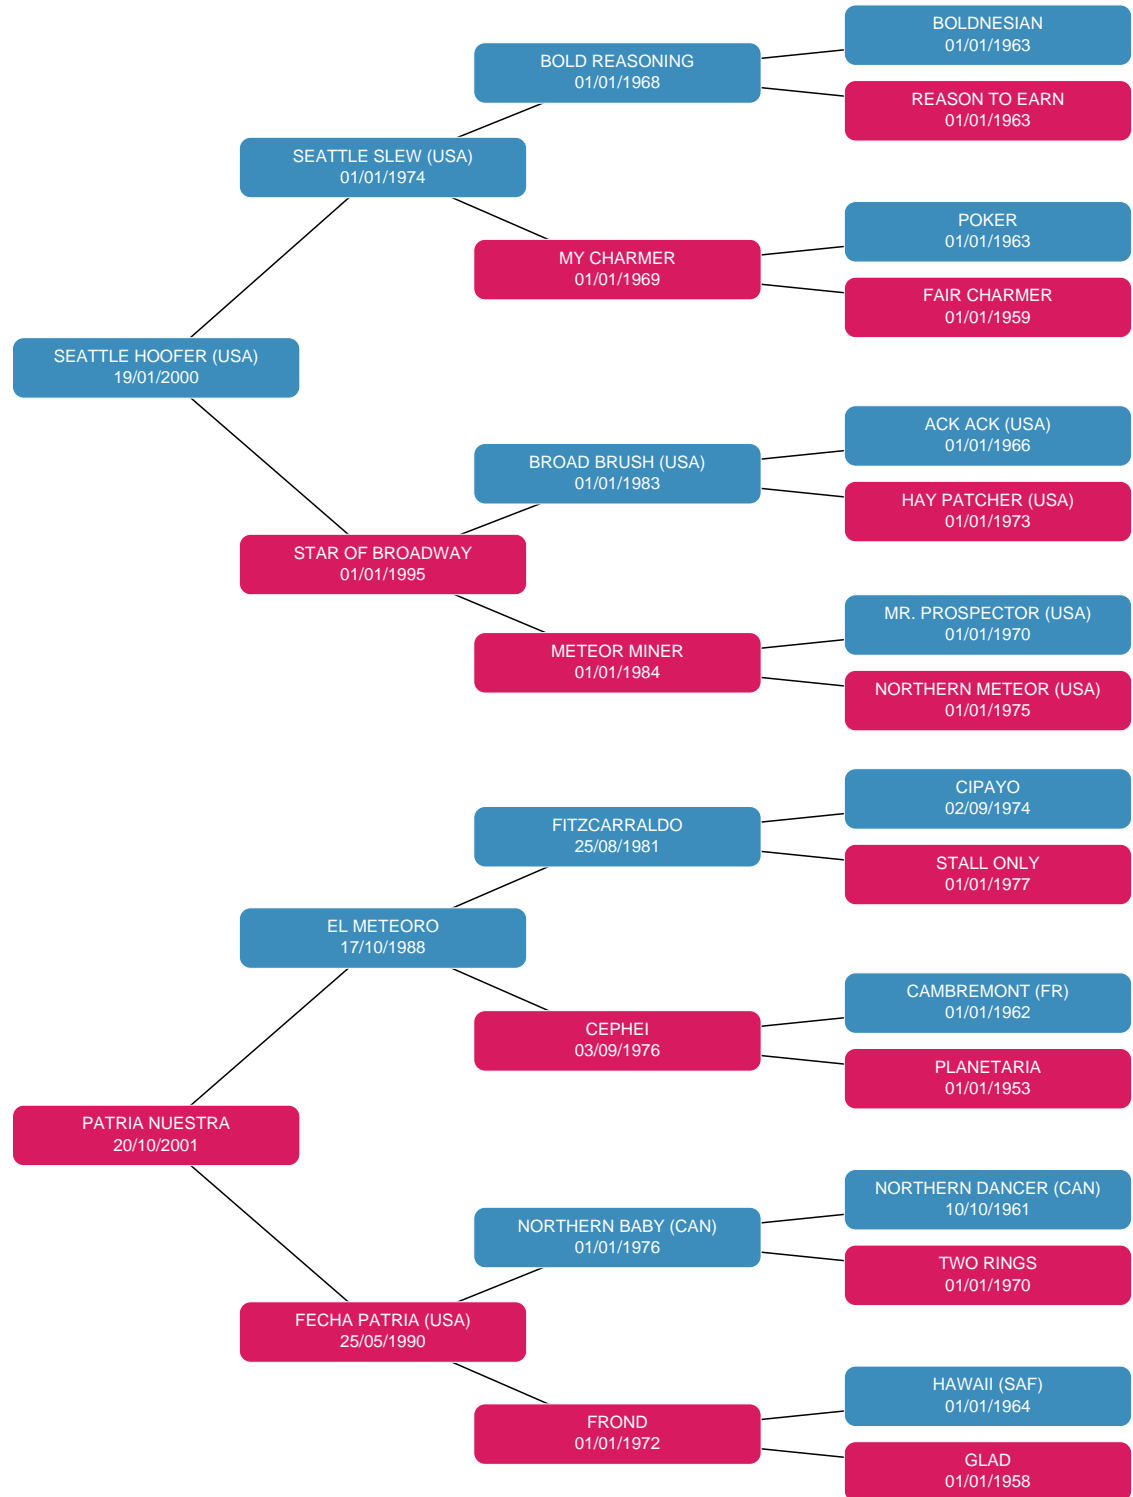 BOLDNESIAN
01/01/1963
BOLD REASONING
01/01/1968
REASON TO EARN
01/01/1963
SEATTLE SLEW (USA)
01/01/1974
POKER
01/01/1963
MY CHARMER
01/01/1969
FAIR CHARMER
01/01/1959
SEATTLE HOOFER (USA)
19/01/2000
ACK ACK (USA)
01/01/1966
BROAD BRUSH (USA)
01/01/1983
HAY PATCHER (USA)
01/01/1973
STAR OF BROADWAY
01/01/1995
MR. PROSPECTOR (USA)
01/01/1970
METEOR MINER
01/01/1984
NORTHERN METEOR (USA)
01/01/1975
CIPAYO
02/09/1974
FITZCARRALDO
25/08/1981
STALL ONLY
01/01/1977
EL METEORO
17/10/1988
CAMBREMONT (FR)
01/01/1962
CEPHEI
03/09/1976
PLANETARIA
01/01/1953
PATRIA NUESTRA
20/10/2001
NORTHERN DANCER (CAN)
10/10/1961
NORTHERN BABY (CAN)
01/01/1976
TWO RINGS
01/01/1970
FECHA PATRIA (USA)
25/05/1990
HAWAII (SAF)
01/01/1964
FROND
01/01/1972
GLAD
01/01/1958